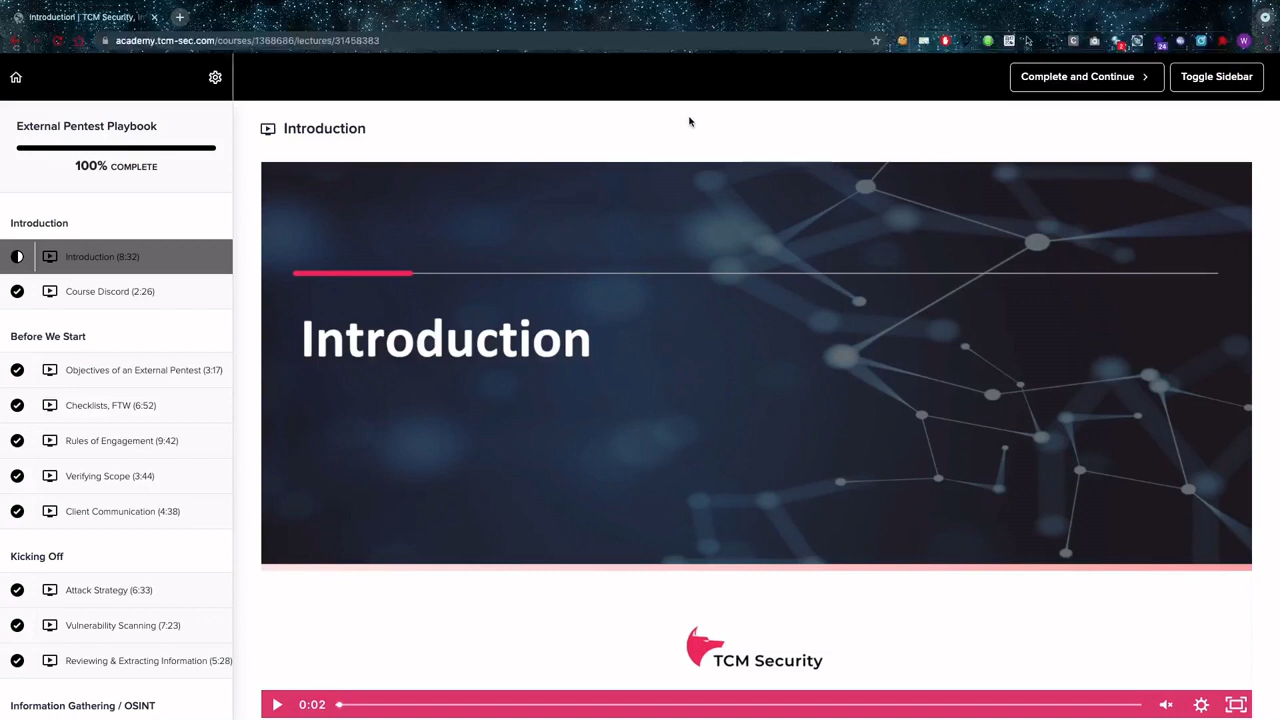 Introduction | TCM Security, I
academy.tcm-sec.com/courses/1368686/lectures/31458383
2
24
W
Complete and Continue
Toggle Sidebar
External Pentest Playbook
100% COMPLETE
Introduction
Introduction (8:32)
Course Discord (2:26)
Before We Start
Objectives of an External Pentest (3:17)
Checklists, FTW (6:52)
Rules of Engagement (9:42)
Verifying Scope (3:44)
Client Communication (4:38)
Kicking Off
Attack Strategy (6:33)
Vulnerability Scanning (7:23)
Reviewing & Extracting Information (5:28)
Information Gathering / OSINT
Introduction
Introduction
TCM Security
0:02